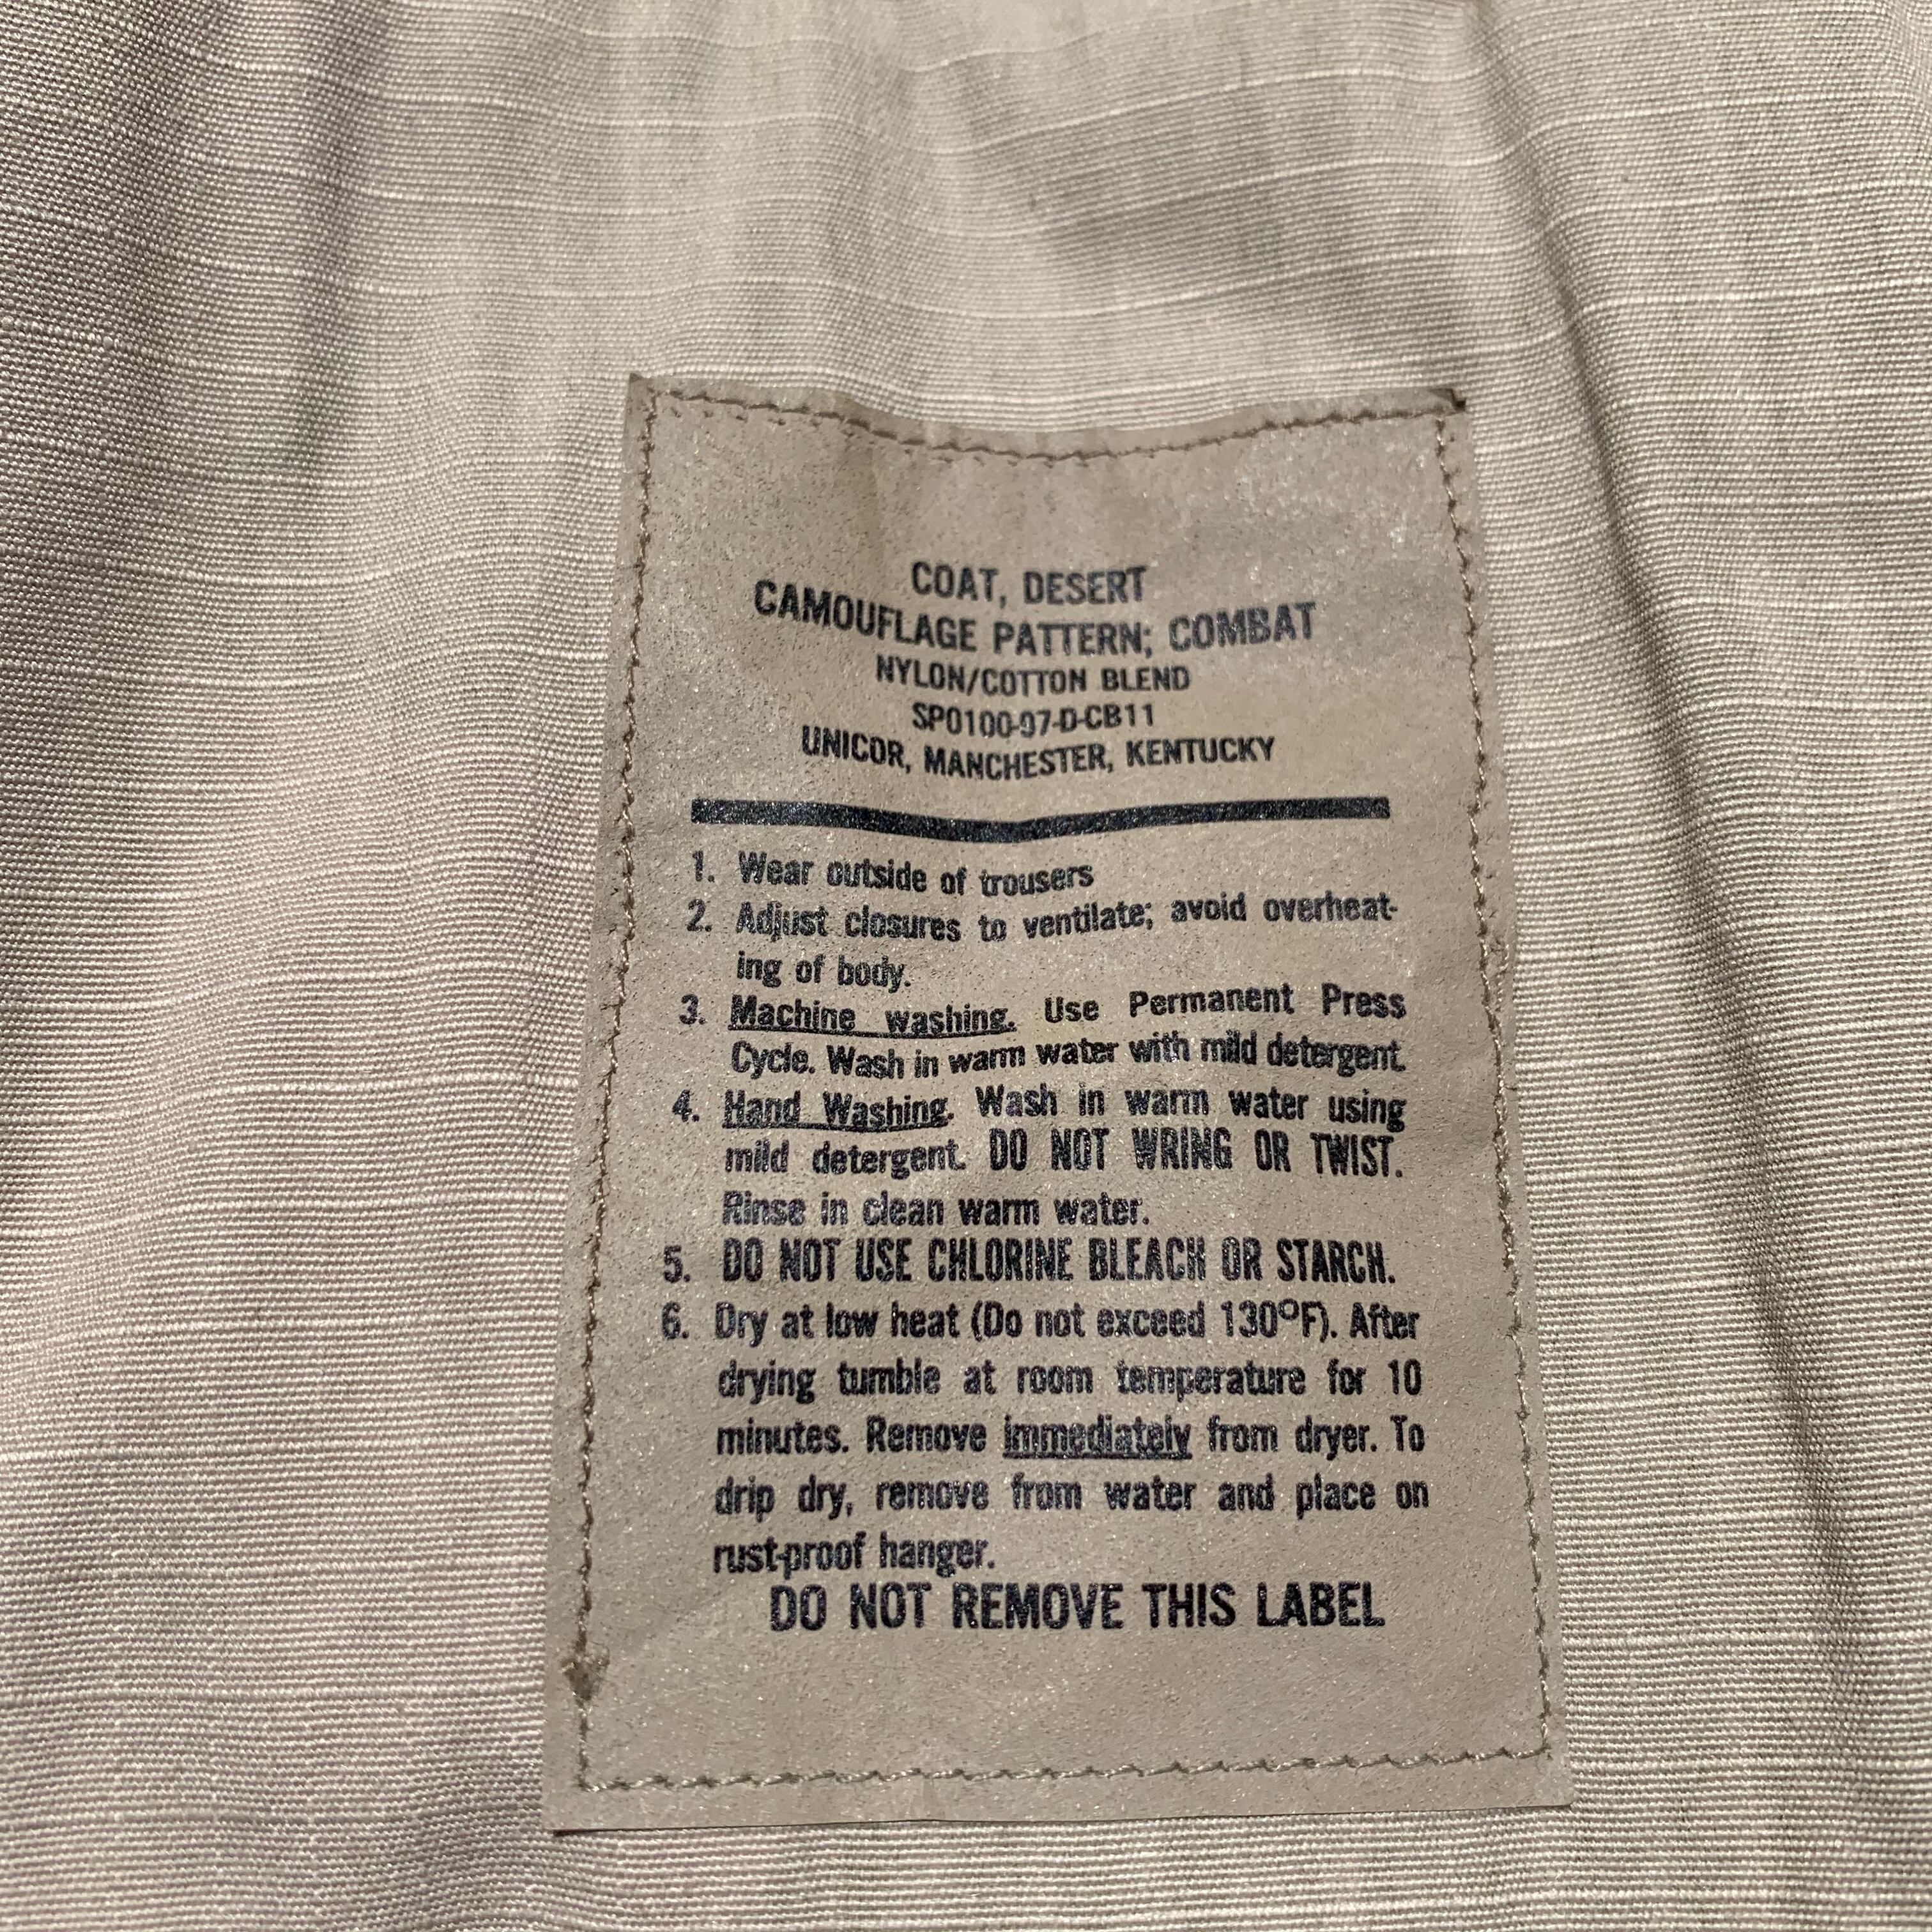 COAT, DESERT
CAMOUFLAGE PATTERN; COMBAT
NYLON/COTTON BLEND
SP0100-97-D-CB11
UNICOR, MANCHESTER, KENTUCKY
1. Wear outside of trousers
2. Adjust closures to ventilate; avoid overheat-
ing of body.
3. Machine washing. Use Permanent Press
Cycle. Wash in warm water with mild detergent.
4. Hand Washing. Wash in warm water using
mild detergent. DO NOT WRING OR TWIST.
Rinse in clean warm water.
5. DO NOT USE CHLORINE BLEACH OR STARCH.
6. Dry at low heat (Do not exceed 130ºF). After
drying tumble at room temperature for 10
minutes. Remove immediately from dryer. To
drip dry, remove from water and place on
rust-proof hanger.
DO NOT REMOVE THIS LABEL